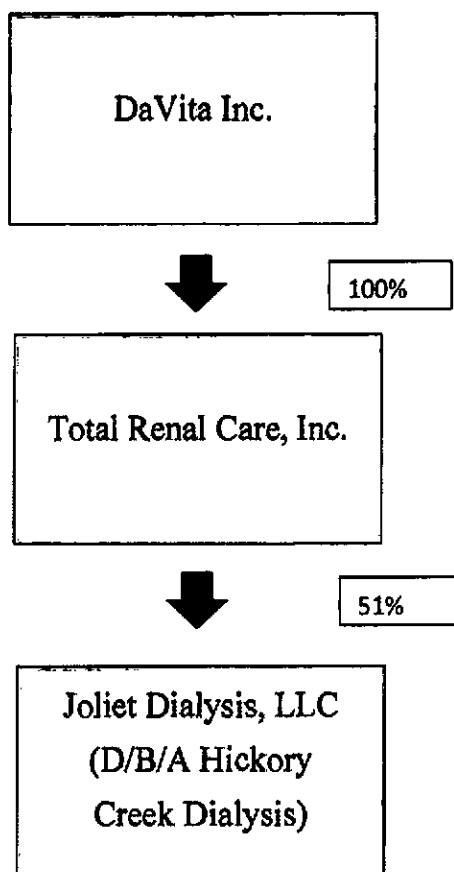 DaVita Inc.
100%
Total Renal Care, Inc.
51%
Joliet Dialysis, LLC
(D/B/A Hickory
Creek Dialysis)